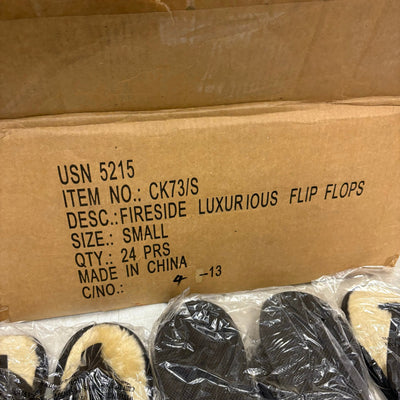 USN 5215
ITEM NO.: CK73/S
DESC.: FIRESIDE LUXURIOUS FLIP FLOPS
SIZE.: SMALL
QTY.: 24 PRS
MADE IN CHINA
C/NO.: 4 -13